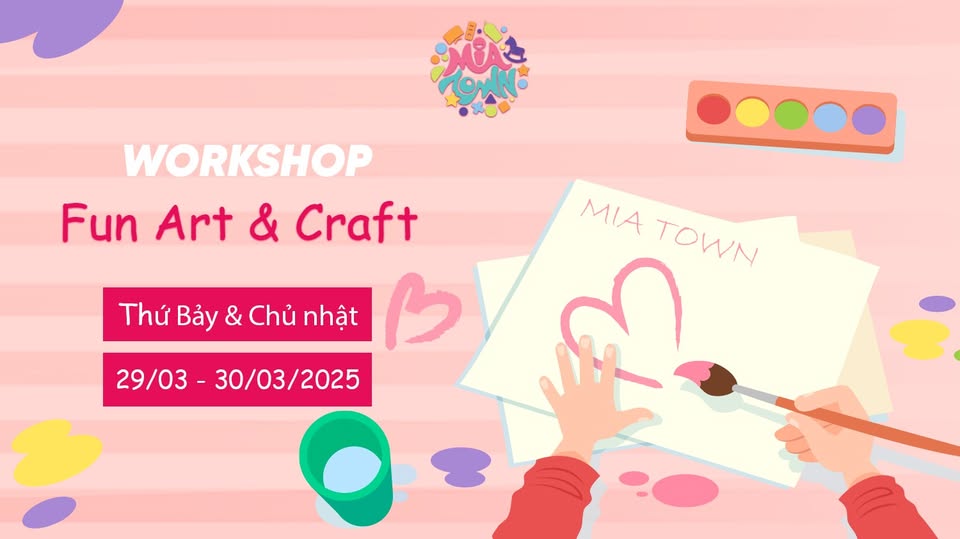 MIA
TOWN
WORKSHOP
Fun Art & Craft
Thứ Bảy & Chủ nhật
29/03 - 30/03/2025
MIA TOWN